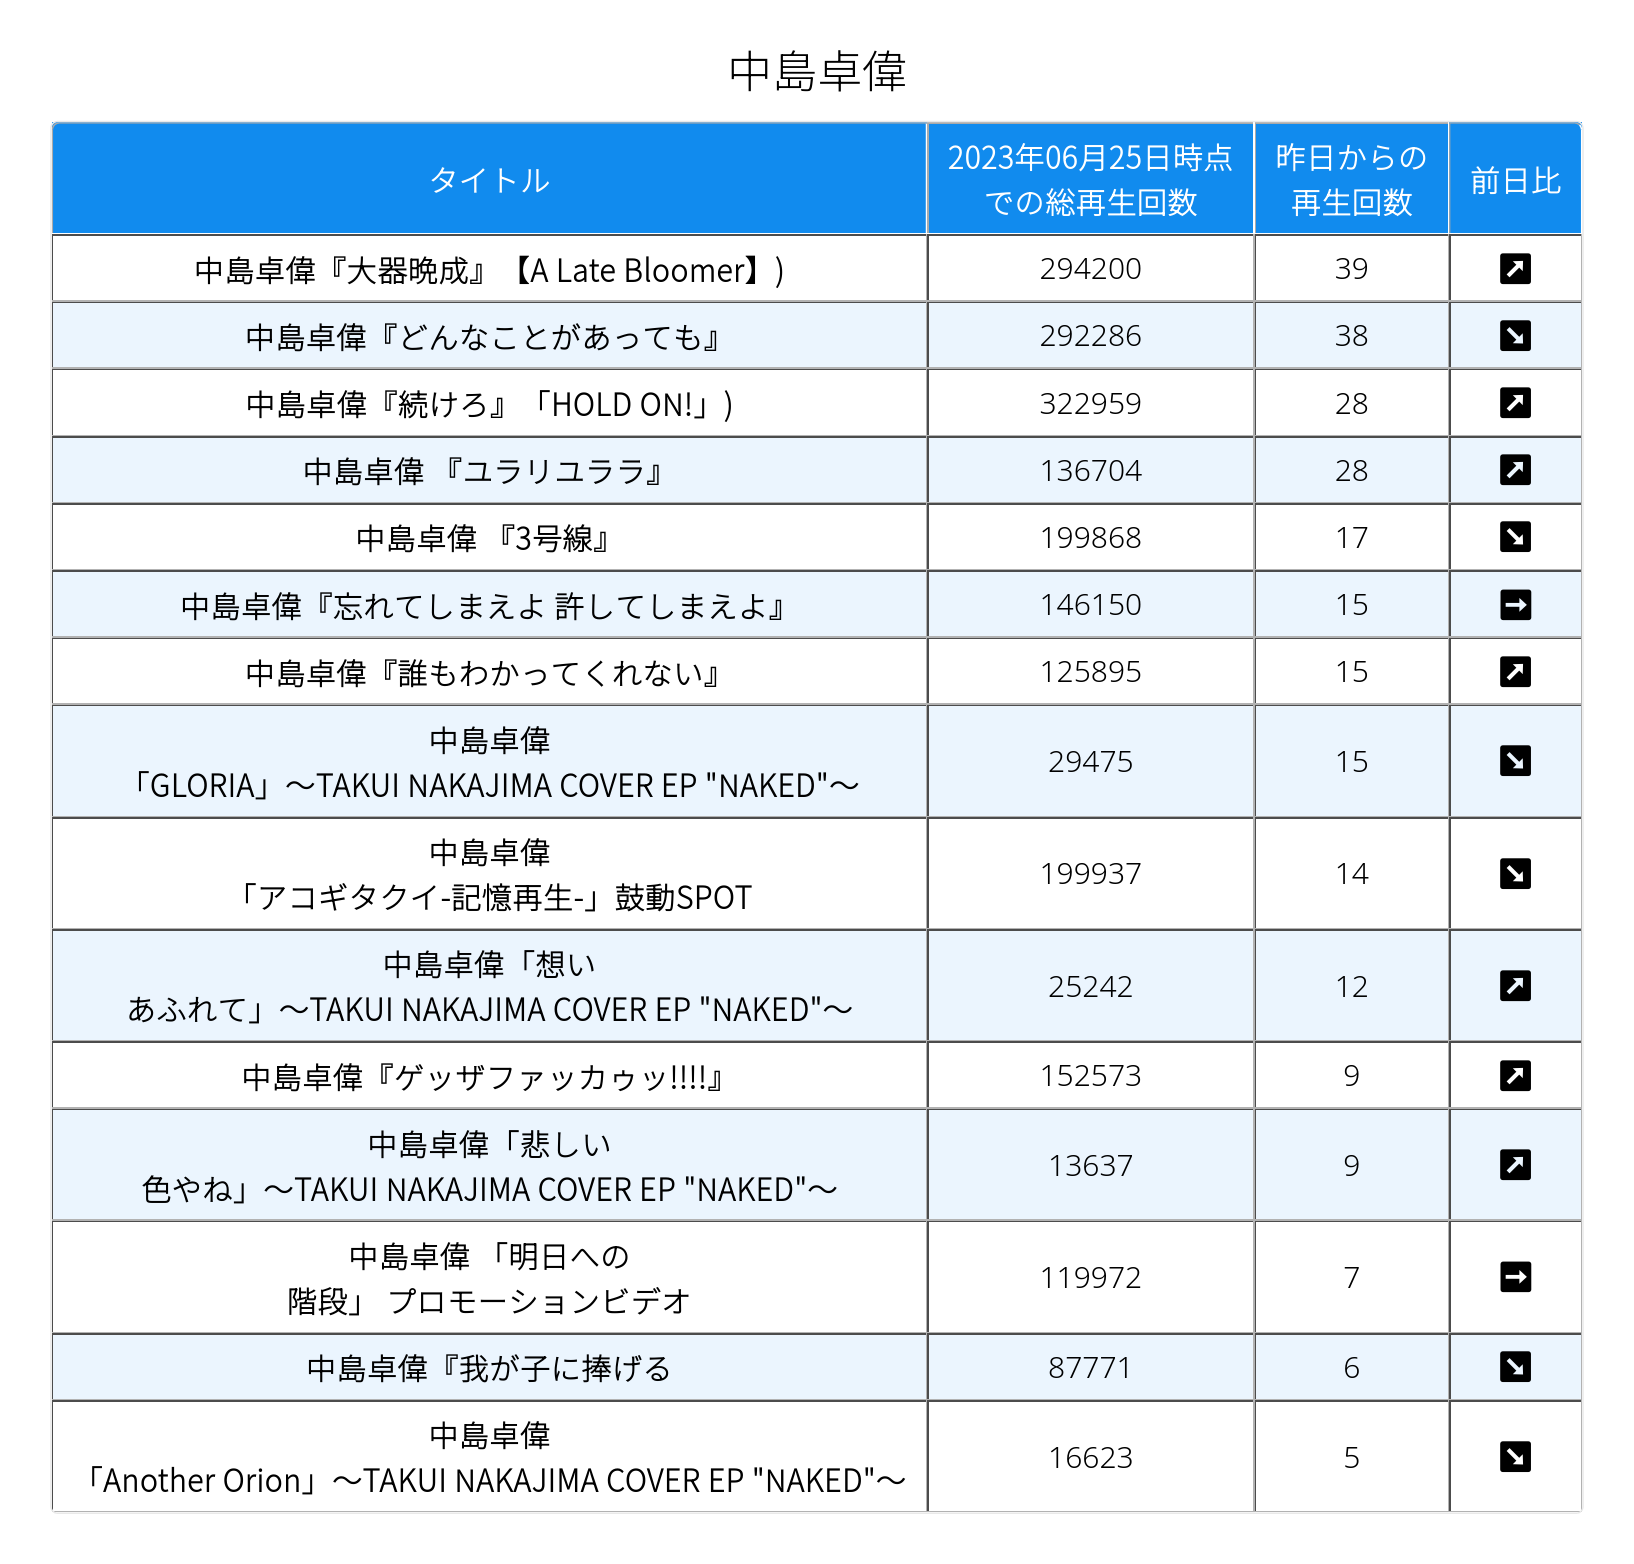 中島卓偉
タイトル
2023年06月25日時点
での総再生回数
昨日からの
再生回数
前日比
中島卓偉『大器晩成』【A Late Bloomer】) 294200 39 ↗
中島卓偉『どんなことがあっても』 292286 38 ↘
中島卓偉『続けろ』「HOLD ON!」) 322959 28 ↗
中島卓偉 『ユラリユララ』 136704 28 ↗
中島卓偉 『3号線』 199868 17 ↘
中島卓偉『忘れてしまえよ 許してしまえよ』 146150 15 →
中島卓偉『誰もわかってくれない』 125895 15 ↗
中島卓偉
「GLORIA」～TAKUI NAKAJIMA COVER EP "NAKED"～ 29475 15 ↘
中島卓偉
「アコギタクイ-記憶再生-」鼓動SPOT 199937 14 ↘
中島卓偉「想い
あふれて」～TAKUI NAKAJIMA COVER EP "NAKED"～ 25242 12 ↗
中島卓偉『ゲッザファッカゥッ!!!!』 152573 9 ↗
中島卓偉「悲しい
色やね」～TAKUI NAKAJIMA COVER EP "NAKED"～ 13637 9 ↗
中島卓偉 「明日への
階段」 プロモーションビデオ 119972 7 →
中島卓偉『我が子に捧げる 87771 6 ↘
中島卓偉
「Another Orion」～TAKUI NAKAJIMA COVER EP "NAKED"～ 16623 5 ↘